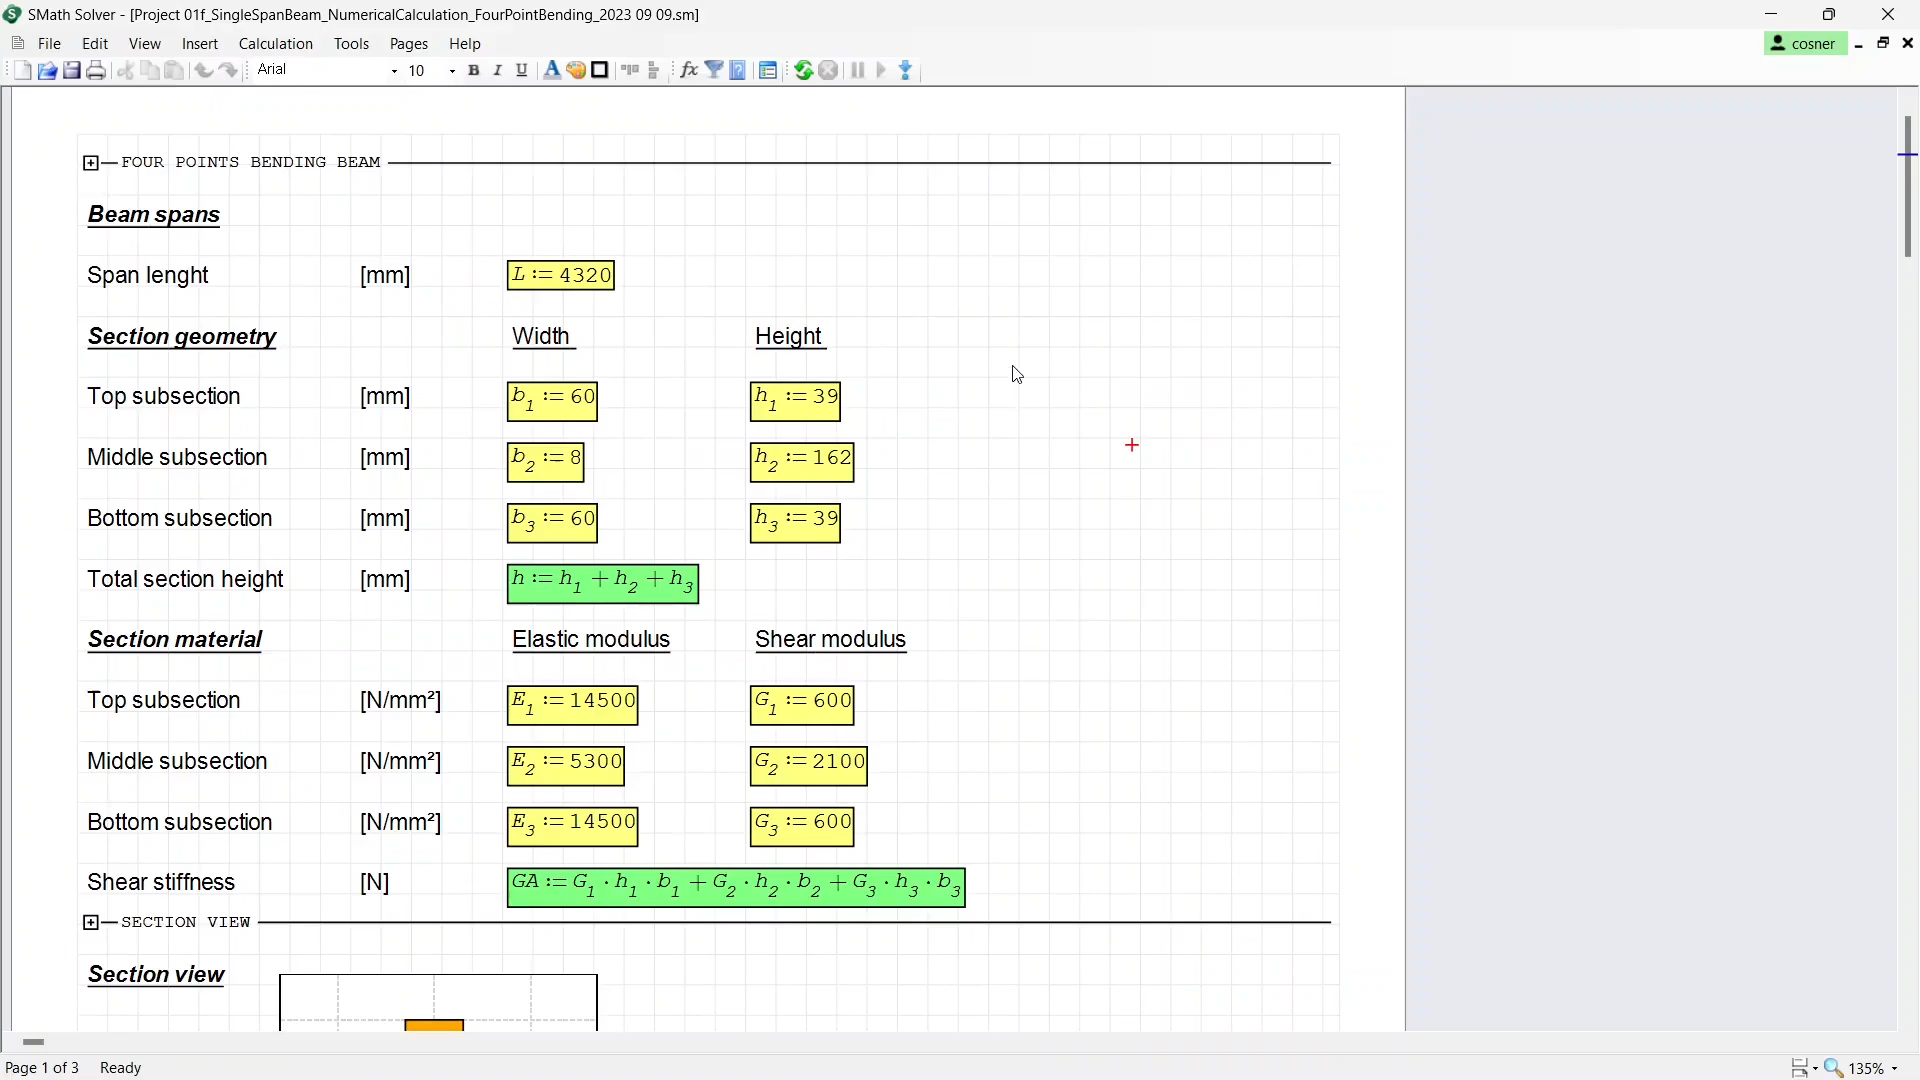 SMath Solver - [Project 01f_SingleSpanBeam_NumericalCalculation_FourPointBending_2023 09 09.sm]
File Edit View Insert Calculation Tools Pages Help cosner
Arial 10 B I U A fx
FOUR POINTS BENDING BEAM
Beam spans
Span lenght [mm] L := 4320
Section geometry Width Height
Top subsection [mm] b1 := 60 h1 := 39
Middle subsection [mm] b2 := 8 h2 := 162
Bottom subsection [mm] b3 := 60 h3 := 39
Total section height [mm] h := h1 + h2 + h3
Section material Elastic modulus Shear modulus
Top subsection [N/mm²] E1 := 14500 G1 := 600
Middle subsection [N/mm²] E2 := 5300 G2 := 2100
Bottom subsection [N/mm²] E3 := 14500 G3 := 600
Shear stiffness [N] GA := G1 · h1 · b1 + G2 · h2 · b2 + G3 · h3 · b3
SECTION VIEW
Section view
Page 1 of 3 Ready 135%